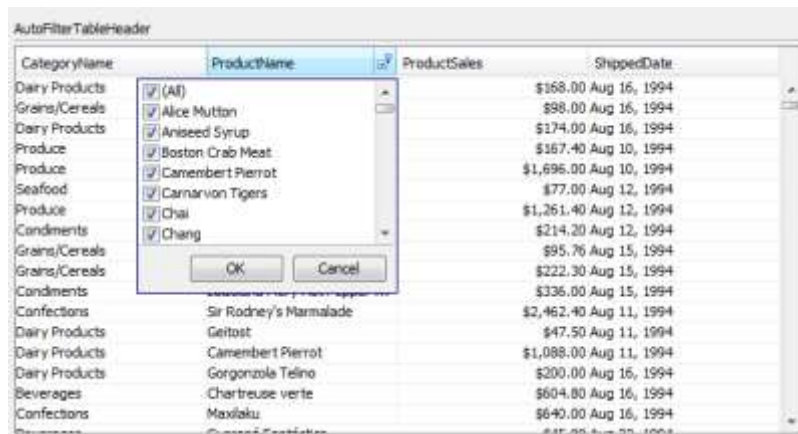 AutoFilterTableHeader
CategoryName ProductName ProductSales ShippedDate
Dairy Products $168.00 Aug 16, 1994
Grains/Cereals $98.00 Aug 16, 1994
Dairy Products $174.00 Aug 16, 1994
Produce $167.40 Aug 10, 1994
Produce $1,696.00 Aug 10, 1994
Seafood $77.00 Aug 12, 1994
Produce $1,261.40 Aug 12, 1994
Condiments $214.20 Aug 12, 1994
Grains/Cereals $95.76 Aug 15, 1994
Grains/Cereals $222.30 Aug 15, 1994
Condiments $336.00 Aug 15, 1994
(All)
Alice Mutton
Aniseed Syrup
Boston Crab Meat
Camembert Pierrot
Carnarvon Tigers
Chai
Chang
OK Cancel
Confections Sir Rodney's Marmalade $2,462.40 Aug 11, 1994
Dairy Products Geitost $47.50 Aug 11, 1994
Dairy Products Camembert Pierrot $1,088.00 Aug 11, 1994
Dairy Products Gorgonzola Telino $200.00 Aug 16, 1994
Beverages Chartreuse verte $604.80 Aug 16, 1994
Confections Maxilaku $640.00 Aug 16, 1994